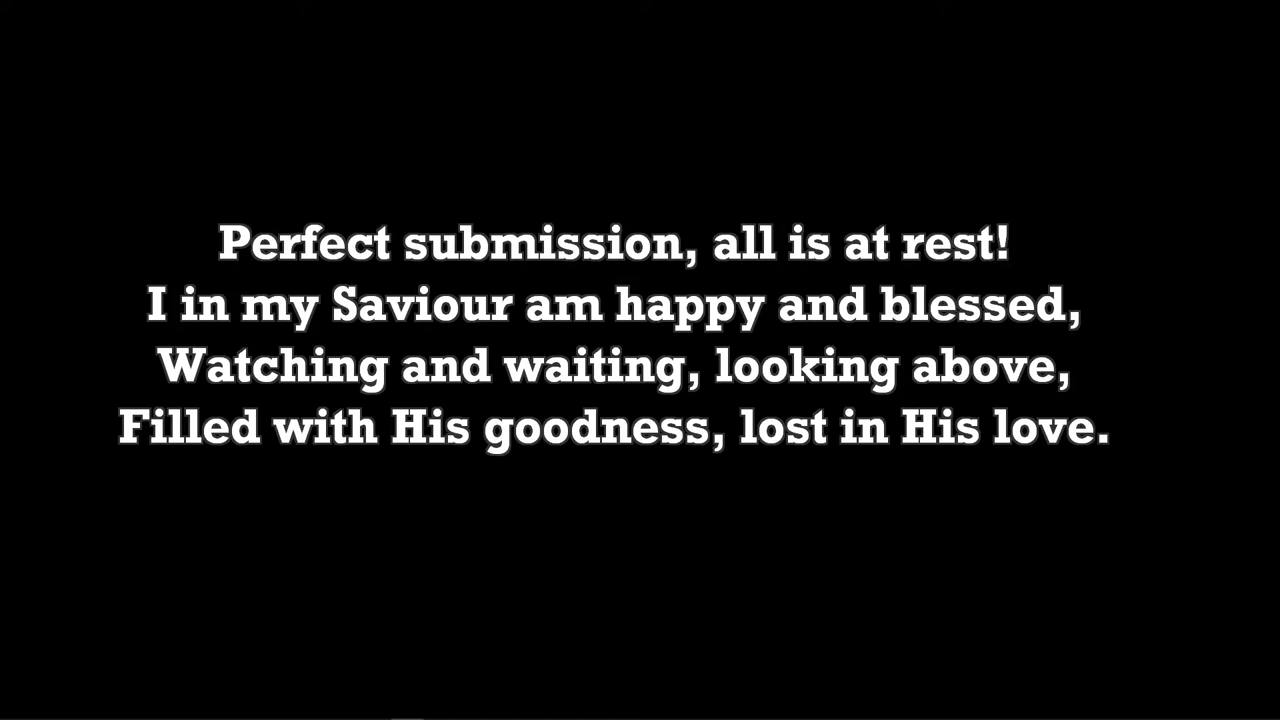 Perfect submission, all is at rest!
I in my Saviour am happy and blessed,
Watching and waiting, looking above,
Filled with His goodness, lost in His love.